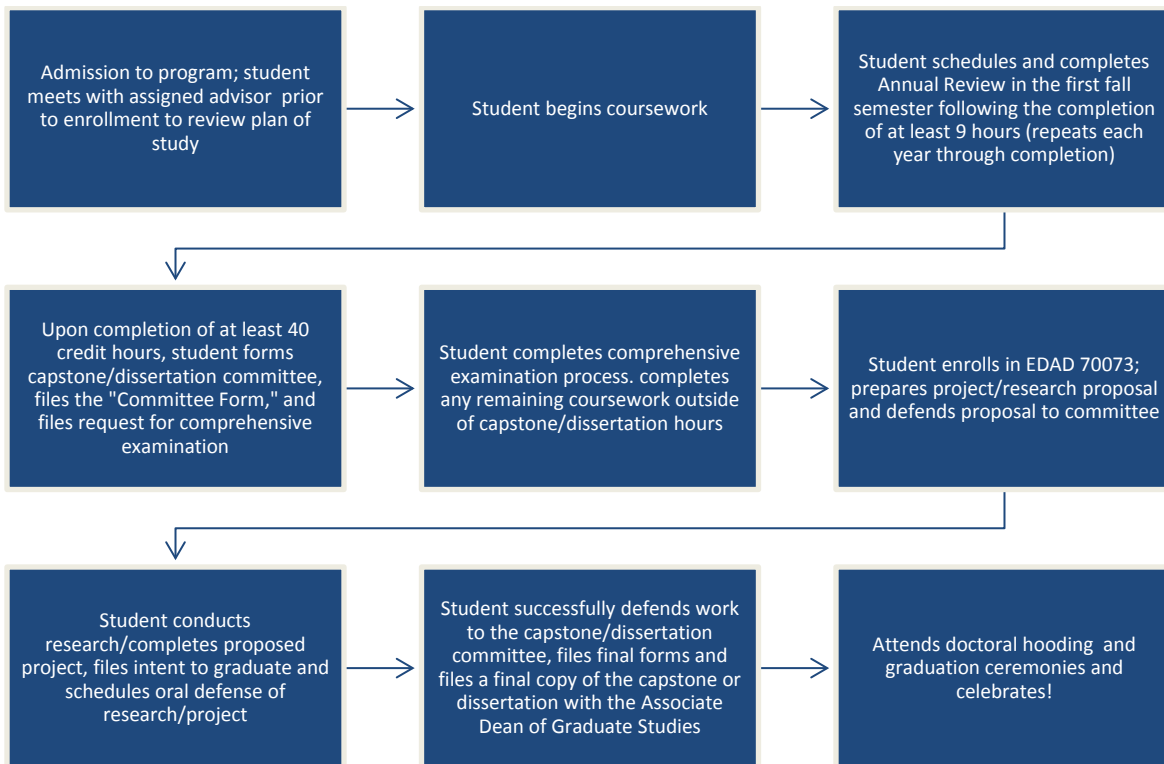 Admission to program; student
meets with assigned advisor prior
to enrollment to review plan of
study
Student begins coursework
Student schedules and completes
Annual Review in the first fall
semester following the completion
of at least 9 hours (repeats each
year through completion)
Upon completion of at least 40
credit hours, student forms
capstone/dissertation committee,
files the "Committee Form," and
files request for comprehensive
examination
Student completes comprehensive
examination process. completes
any remaining coursework outside
of capstone/dissertation hours
Student enrolls in EDAD 70073;
prepares project/research proposal
and defends proposal to committee
Student conducts
research/completes proposed
project, files intent to graduate and
schedules oral defense of
research/project
Student successfully defends work
to the capstone/dissertation
committee, files final forms and
files a final copy of the capstone or
dissertation with the Associate
Dean of Graduate Studies
Attends doctoral hooding and
graduation ceremonies and
celebrates!